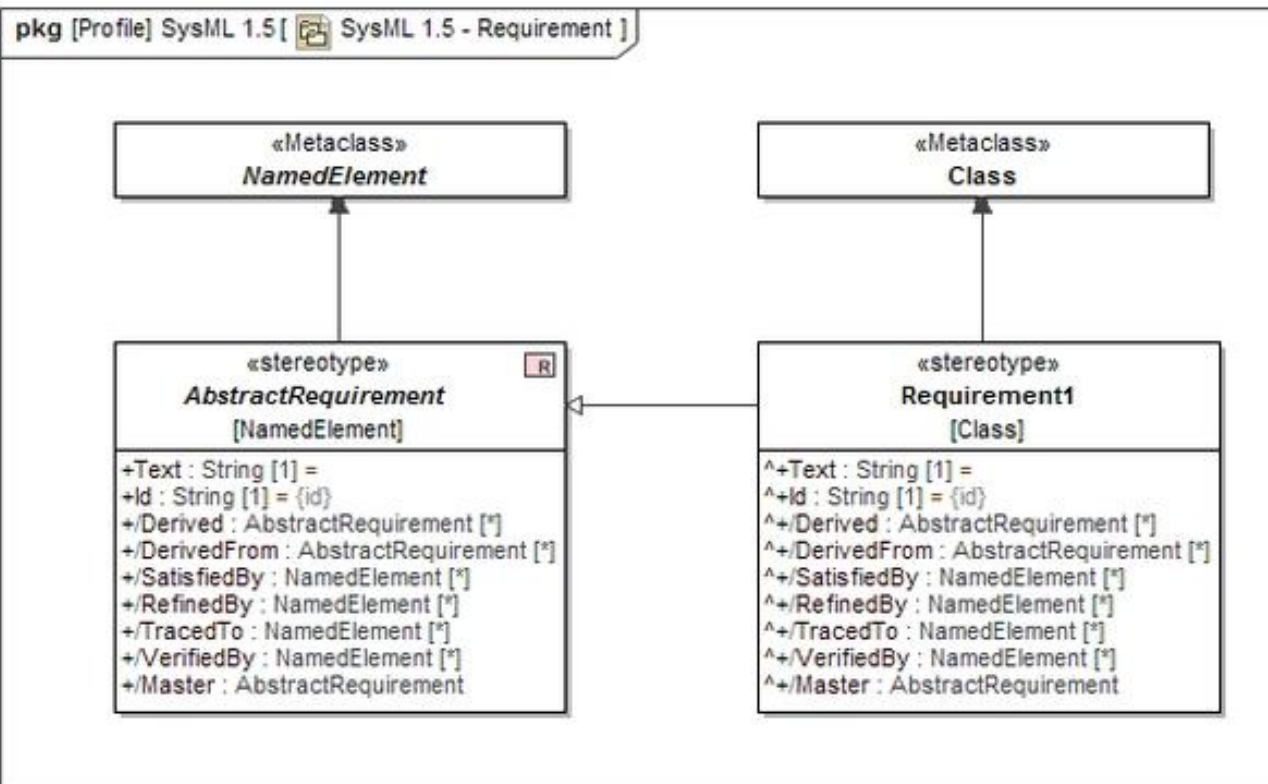 pkg [Profile] SysML 1.5 [ SysML 1.5 - Requirement ]
«Metaclass»
NamedElement
«Metaclass»
Class
«stereotype»
R
AbstractRequirement
[NamedElement]
+Text : String [1] =
+Id : String [1] = {id}
+/Derived : AbstractRequirement [*]
+/DerivedFrom : AbstractRequirement [*]
+/SatisfiedBy : NamedElement [*]
+/RefinedBy : NamedElement [*]
+/TracedTo : NamedElement [*]
+/VerifiedBy : NamedElement [*]
+/Master : AbstractRequirement
«stereotype»
Requirement1
[Class]
^+Text : String [1] =
^+Id : String [1] = {id}
^+/Derived : AbstractRequirement [*]
^+/DerivedFrom : AbstractRequirement [*]
^+/SatisfiedBy : NamedElement [*]
^+/RefinedBy : NamedElement [*]
^+/TracedTo : NamedElement [*]
^+/VerifiedBy : NamedElement [*]
^+/Master : AbstractRequirement